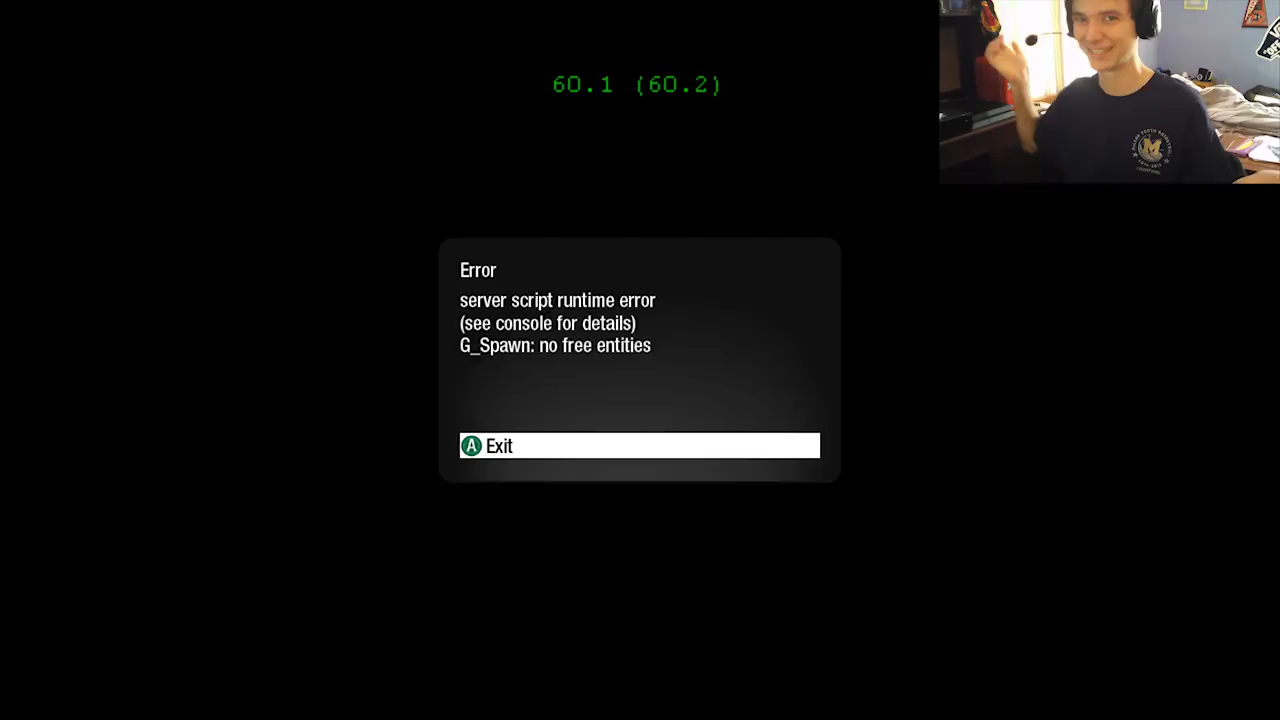 60.1 (60.2)
Error
server script runtime error
(see console for details)
G_Spawn: no free entities
A Exit
M